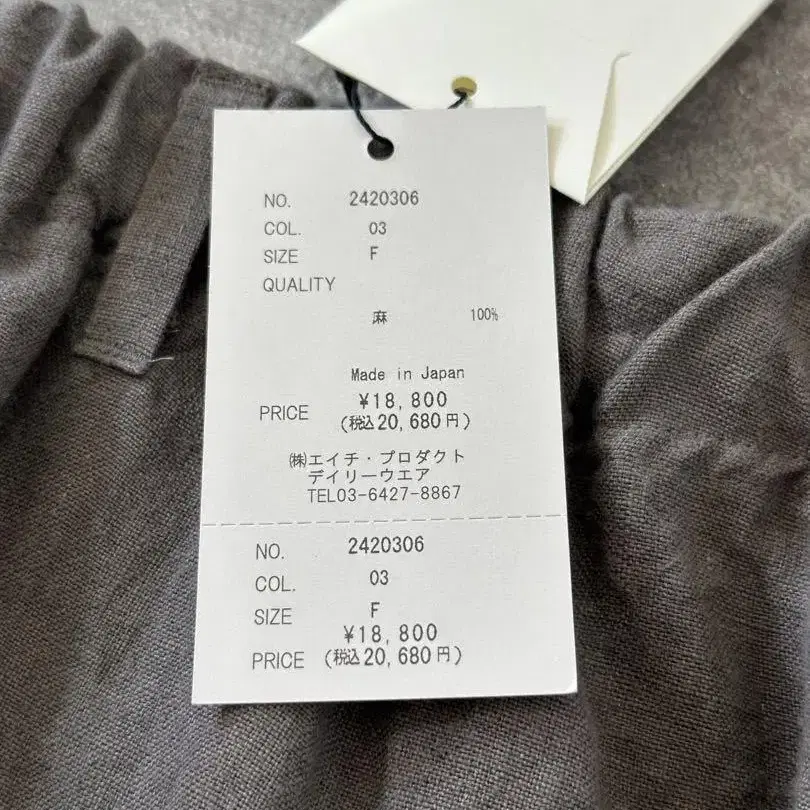 NO. 2420306
COL. 03
SIZE F
QUALITY
麻 100%
Made in Japan
¥18,800
PRICE (税込20,680円)
㈱エイチ・プロダクト
デイリーウエア
TEL03-6427-8867
NO. 2420306
COL. 03
SIZE F
¥18,800
PRICE (税込20,680円)